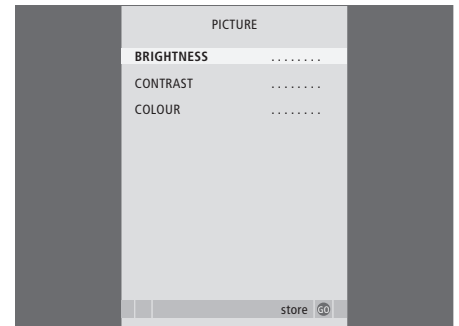 PICTURE
BRIGHTNESS ........
CONTRAST ........
COLOUR ........
store GO